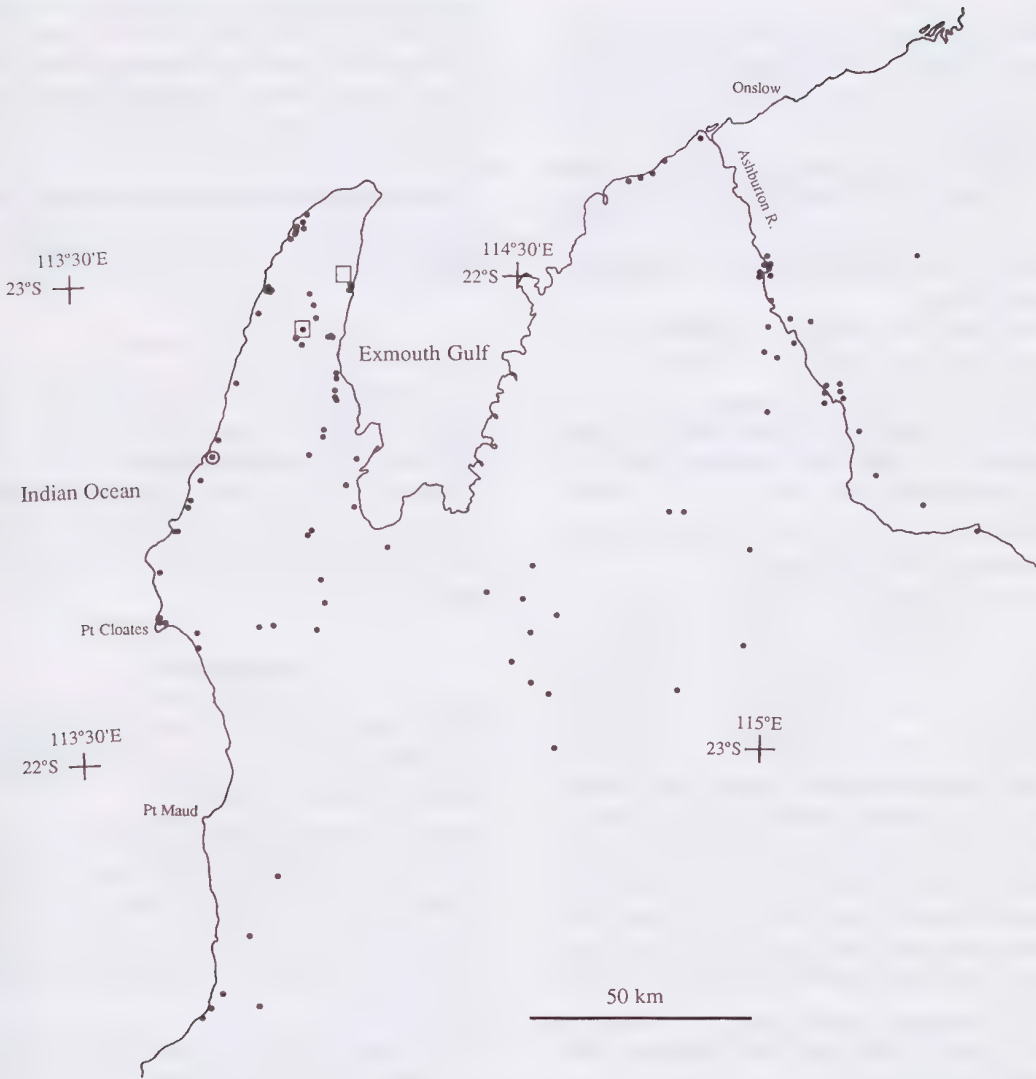 Onslow
Ashburton R.
113°30'E
23°S
114°30'E
22°S
Exmouth Gulf
Indian Ocean
Pt Cloates
113°30'E
22°S
115°E
23°S
Pt Maud
50 km